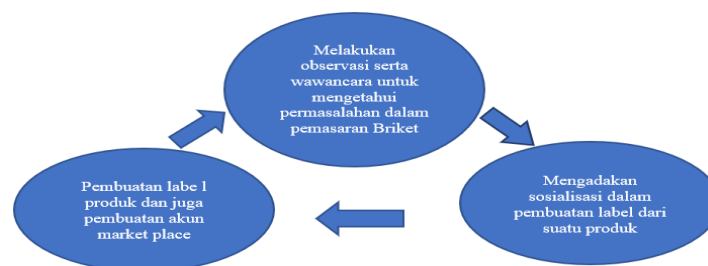 Melakukan
observasi serta
wawancara untuk
mengetahui
permasalahan dalam
pemasaran Briket
Mengadakan
sosialisasi dalam
pembuatan label dari
suatu produk
Pembuatan labe l
produk dan juga
pembuatan akun
market place